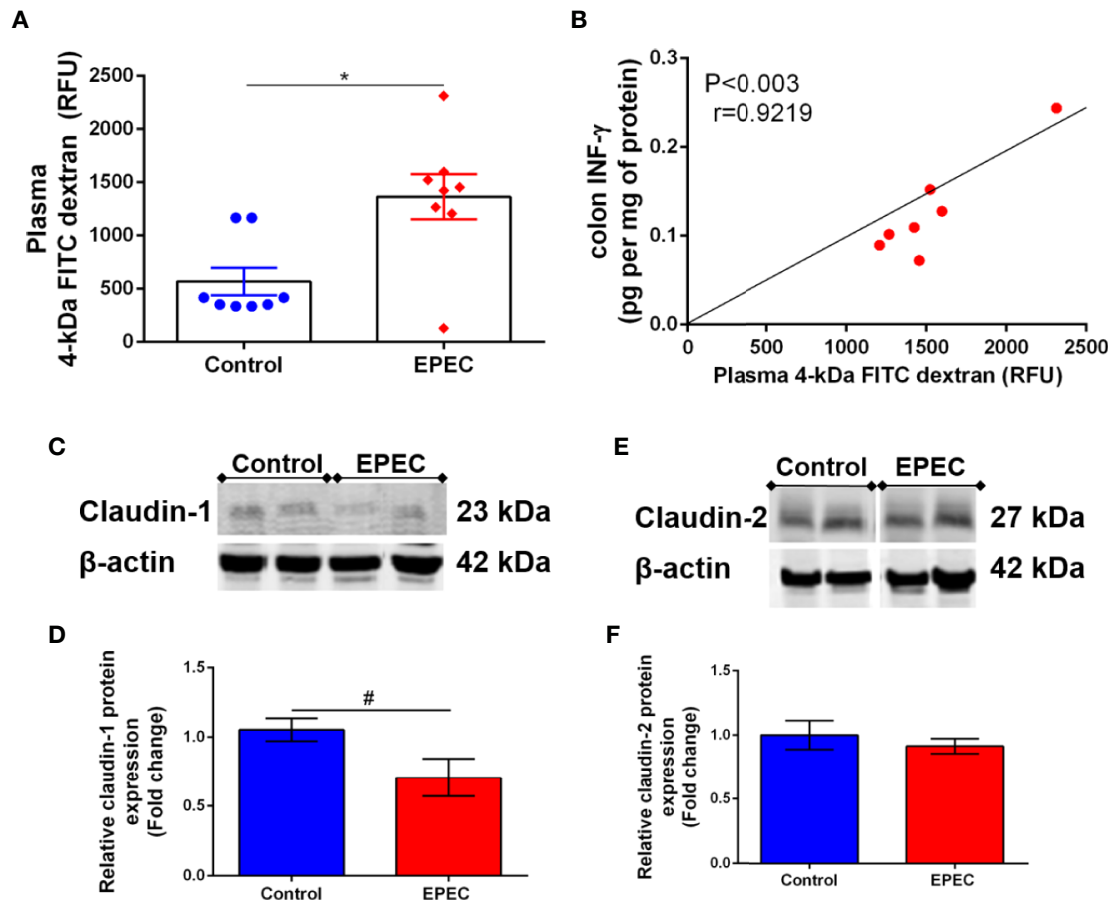 A
Plasma
4-kDa FITC dextran (RFU)
2500
2000
1500
1000
500
0
*
Control
EPEC
B
colon INF-γ
(pg per mg of protein)
0.3
0.2
0.1
0.0
P<0.003
r=0.9219
0
500
1000
1500
2000
2500
Plasma 4-kDa FITC dextran (RFU)
C
Control
EPEC
Claudin-1
23 kDa
β-actin
42 kDa
E
Control
EPEC
Claudin-2
27 kDa
β-actin
42 kDa
D
Relative claudin-1 protein
expression
(Fold change)
1.5
1.0
0.5
0.0
#
Control
EPEC
F
Relative claudin-2 protein
expression
(Fold change)
1.5
1.0
0.5
0.0
Control
EPEC